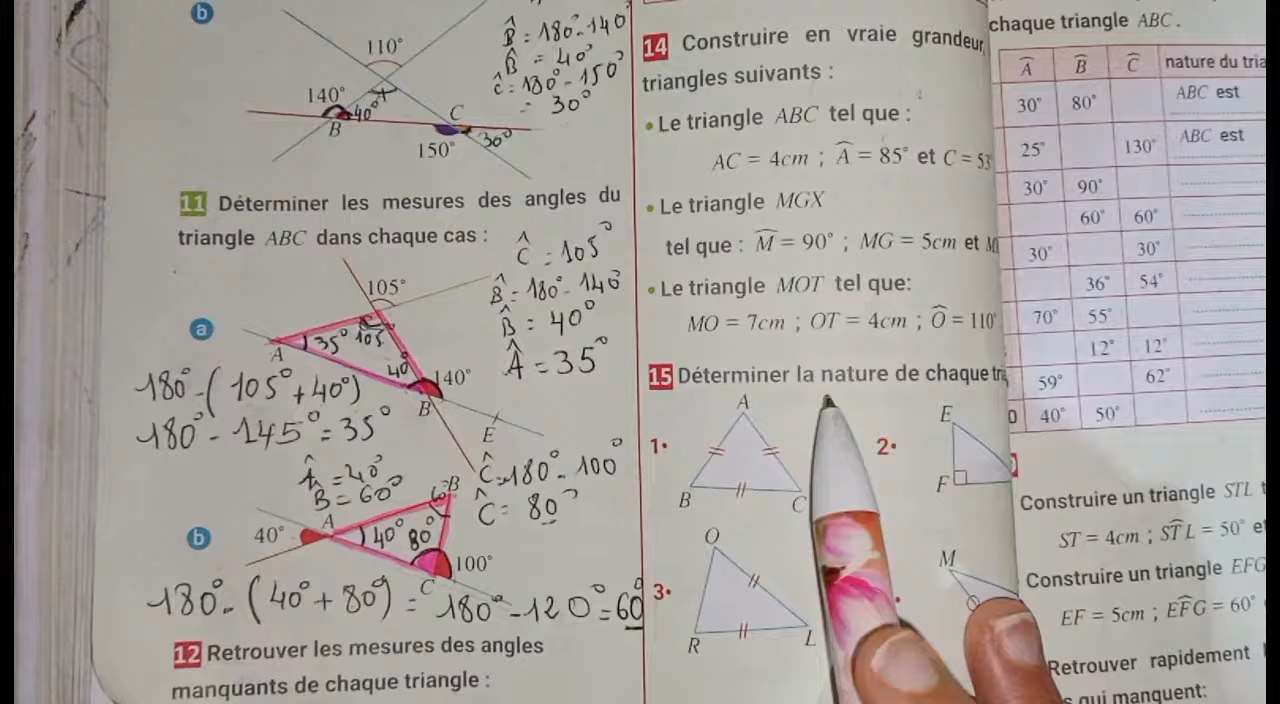 b
110°
140°
40°
B
C
150°
30°
B̂ = 180° - 140°
B̂ = 40°
Ĉ = 180° - 150°
= 30°
11 Déterminer les mesures des angles du
triangle ABC dans chaque cas :
a
105°
A
35°
105
40°
140°
B
E
Ĉ = 105°
B̂ = 180° - 140°
B̂ = 40°
Â = 35°
180° - (105° + 40°)
180° - 145° = 35°
Â = 40°
B = 60°
Ĉ = 180° - 100°
Ĉ = 80°
b
40°
A
B
40°
80°
100°
C
180° - (40° + 80°) = 180° - 120° = 60°
12 Retrouver les mesures des angles
manquants de chaque triangle :
14 Construire en vraie grandeur
triangles suivants :
• Le triangle ABC tel que :
AC = 4cm ; Â = 85° et C = 53°
• Le triangle MGX
tel que : M̂ = 90° ; MG = 5cm et
• Le triangle MOT tel que:
MO = 7cm ; OT = 4cm ; Ô = 110°
15 Déterminer la nature de chaque
1•
A
B
C
2•
E
F
3•
O
R
L
M
chaque triangle ABC.
Â B̂ Ĉ nature du
30° 80° ABC est
25° 130° ABC est
30° 90°
60° 60°
30° 30°
36° 54°
70° 55°
12° 12°
59° 62°
40° 50°
Construire un triangle STL
ST = 4cm ; ST̂L = 50° et
Construire un triangle EFG
EF = 5cm ; EF̂G = 60°
Retrouver rapidement
qui manquent: